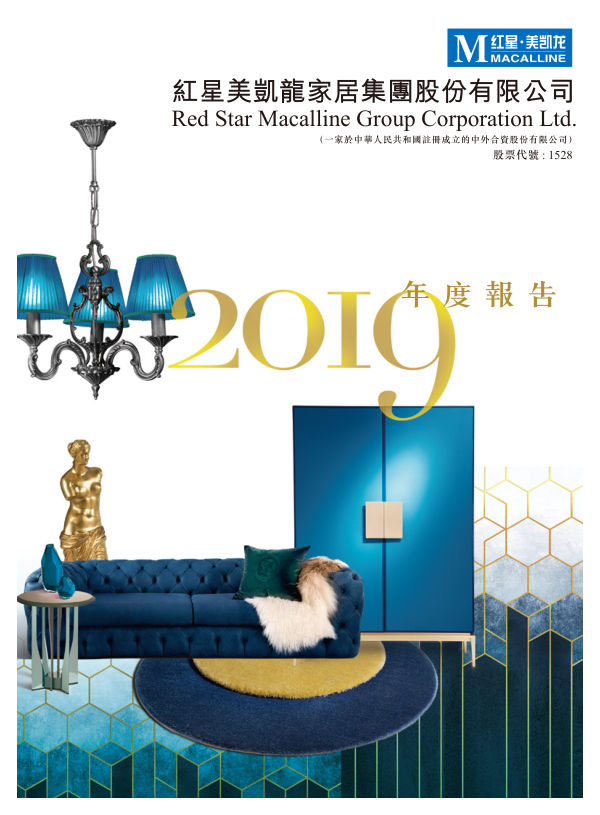 M 红星·美凯龙
MACALLINE
紅星美凱龍家居集團股份有限公司
Red Star Macalline Group Corporation Ltd.
(一家於中華人民共和國註冊成立的中外合資股份有限公司)
股票代號 : 1528
2019 年度報告